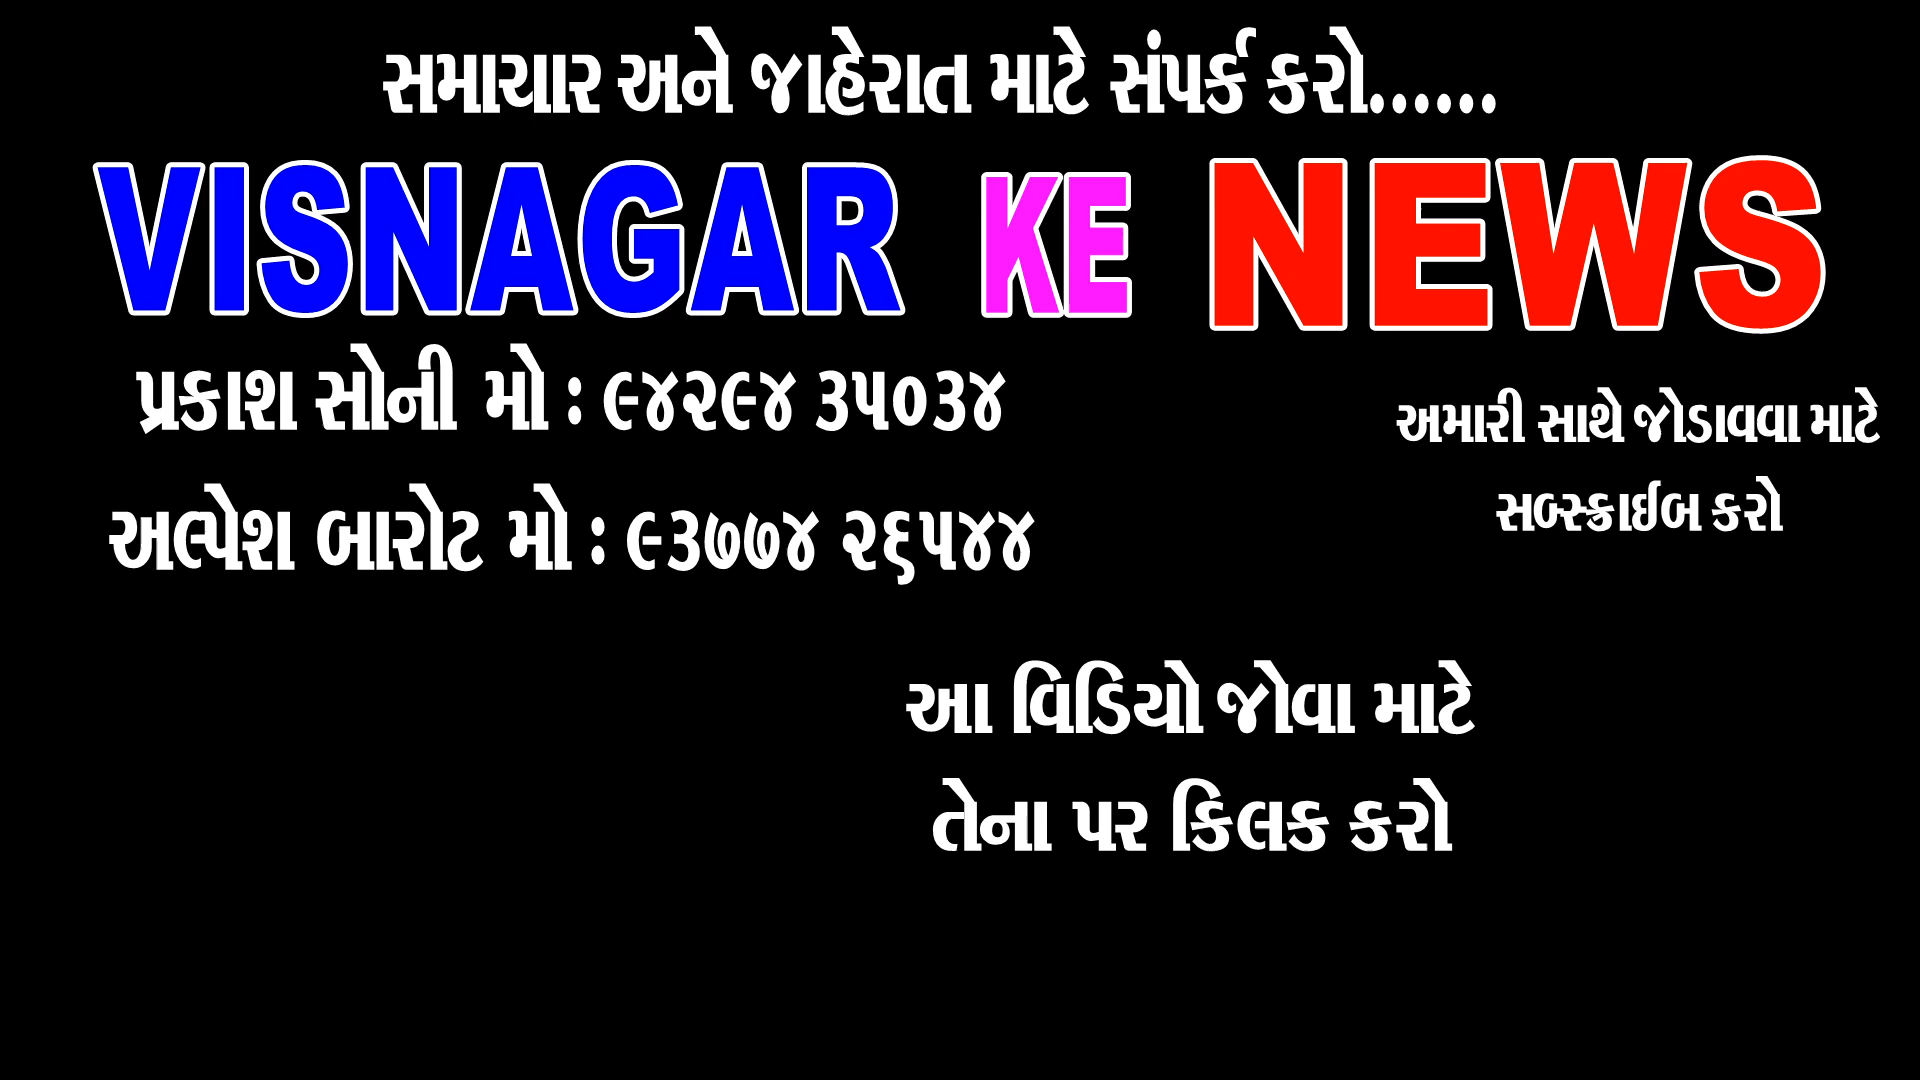 સમાચાર અને જાહેરાત માટે સંપર્ક કરો......
VISNAGAR KE NEWS
પ્રકાશ સોની મો : ૯૪૨૯૪ ૩૫૦૩૪
અલ્પેશ બારોટ મો : ૯૩૭૭૪ ૨૬૫૪૪
અમારી સાથે જોડાવવા માટે
સબ્સ્ક્રાઈબ કરો
આ વિડિયો જોવા માટે
તેના પર કિલક કરો